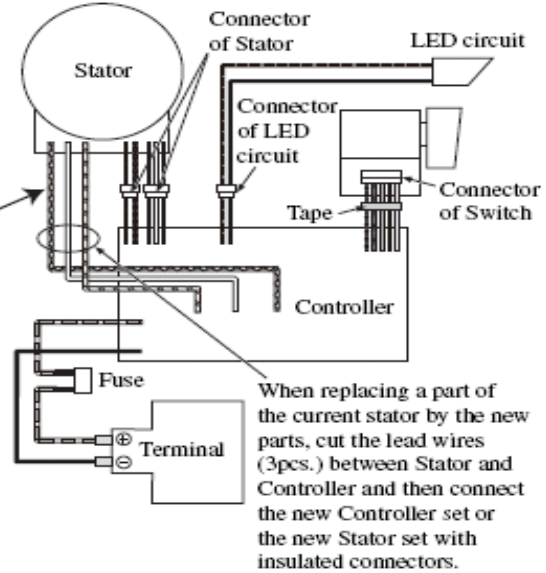 Connector
of Stator
LED circuit
Stator
Connector
of LED
circuit
Connector
of Switch
Tape
Controller
Fuse
⊕
Terminal
⊖
When replacing a part of
the current stator by the new
parts, cut the lead wires
(3pcs.) between Stator and
Controller and then connect
the new Controller set or
the new Stator set with
insulated connectors.